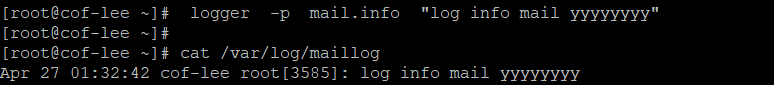 [root@cof-lee ~]#  logger  -p  mail.info  "log info mail yyyyyyyy"
[root@cof-lee ~]#
[root@cof-lee ~]# cat /var/log/maillog
Apr 27 01:32:42 cof-lee root[3585]: log info mail yyyyyyyy